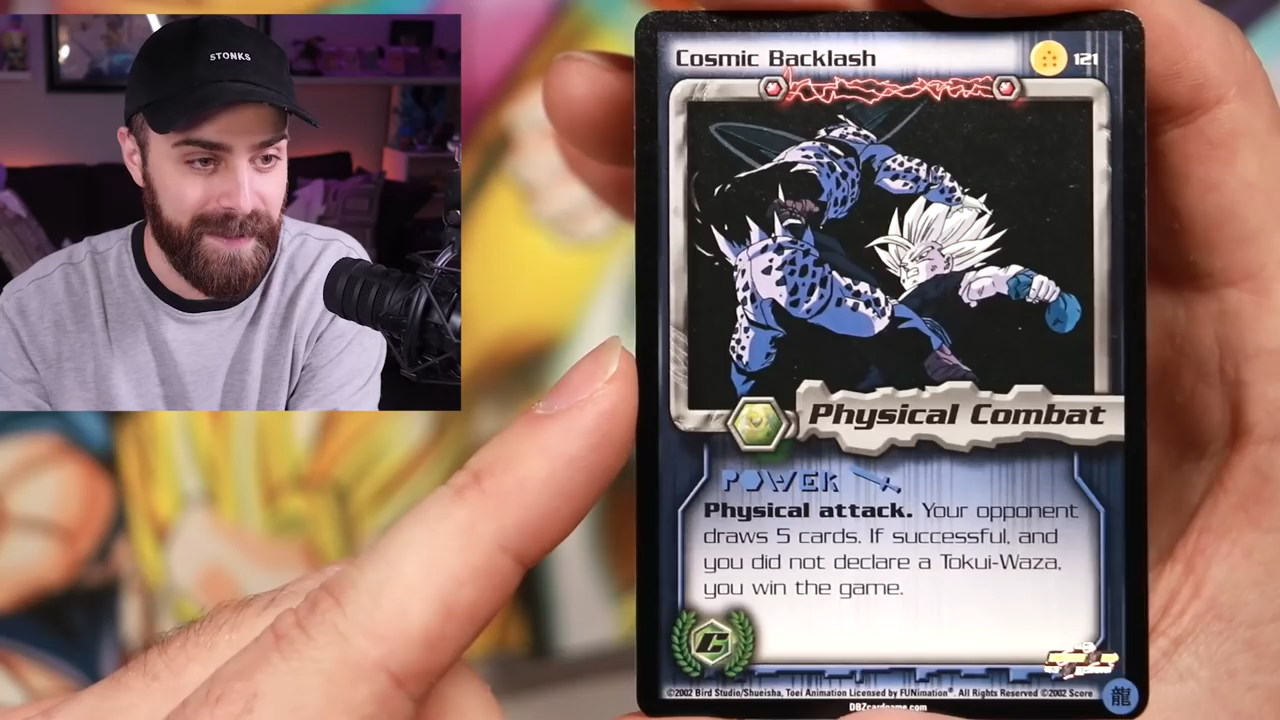 STONKS
Cosmic Backlash
121
Physical Combat
POWER
Physical attack. Your opponent
draws 5 cards. If successful, and
you did not declare a Tokui-Waza,
you win the game.
C
©2002 Bird Studio/Shueisha, Toei Animation Licensed by FUNimation®. All Rights Reserved ©2002 Score
DBZcardgame.com
龍